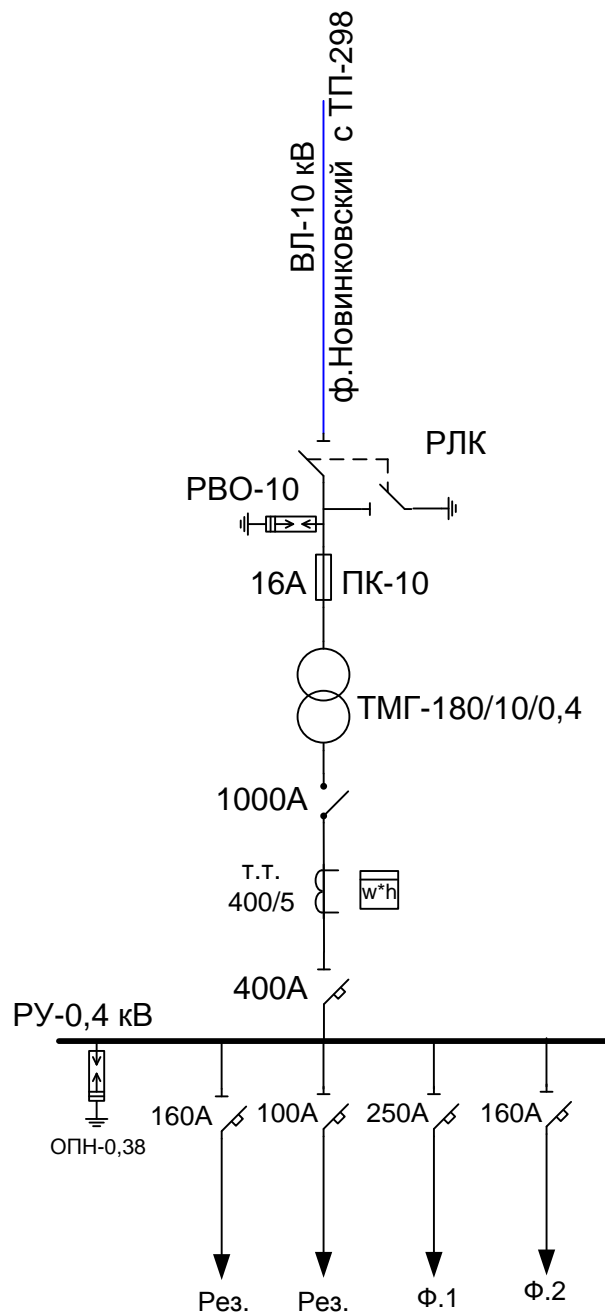 ВЛ-10 кВ
ф.Новинковский с ТП-298
РЛК
РВО-10
16А
ПК-10
ТМГ-180/10/0,4
1000А
т.т.
400/5
w*h
400А
РУ-0,4 кВ
160А
100А
250А
160А
ОПН-0,38
Рез.
Рез.
Ф.1
Ф.2